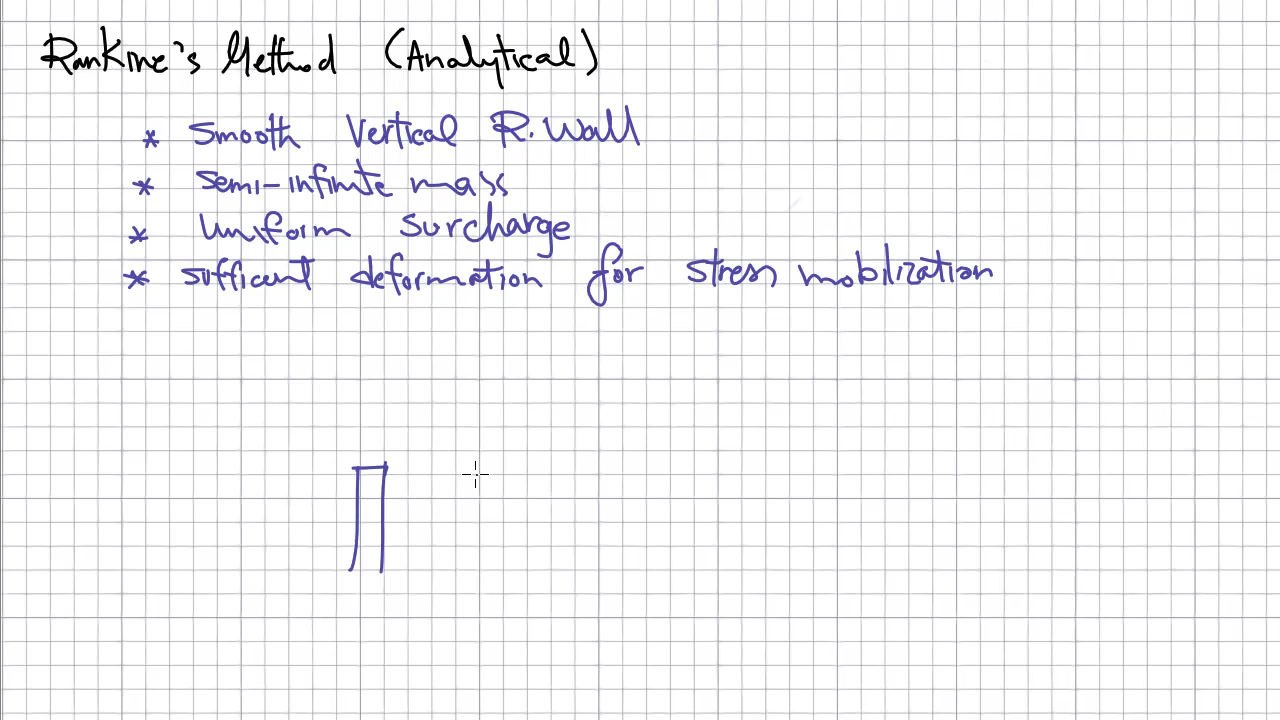 Rankine's Method (Analytical)
* Smooth Vertical R. Wall
* semi-infinite mass
* Uniform surcharge
* sufficent deformation for stress mobilization